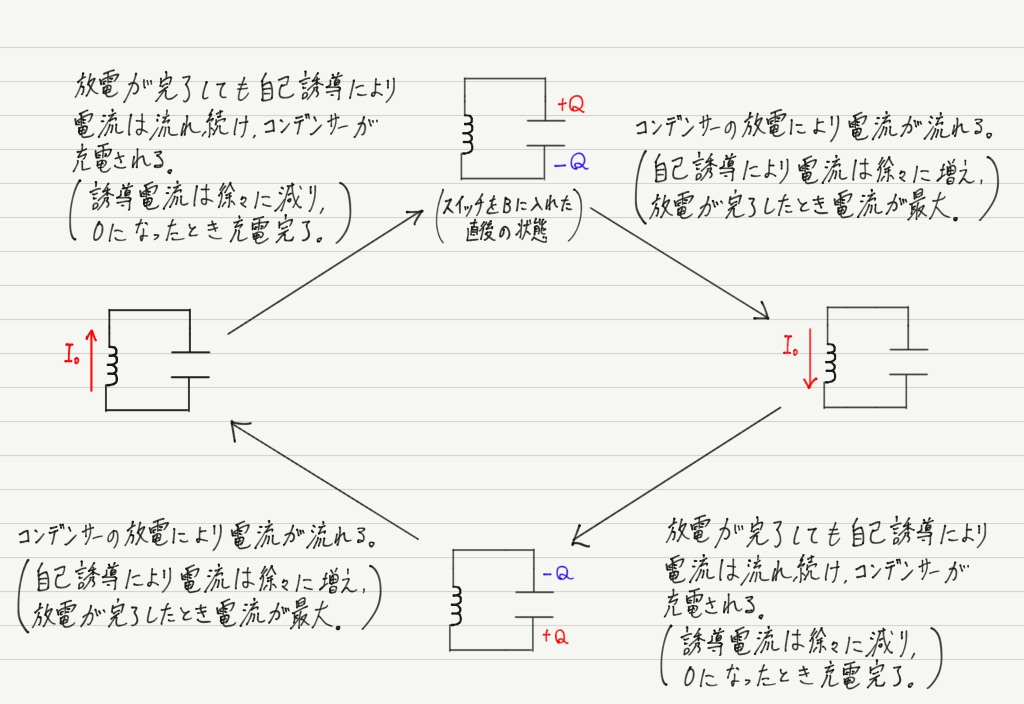 放電が完了しても自己誘導により
電流は流れ続け,コンデンサーが
充電される。
(誘導電流は徐々に減り,
0になったとき充電完了。)
+Q
-Q
(スイッチをBに入れた
直後の状態)
コンデンサーの放電により電流が流れる。
(自己誘導により電流は徐々に増え,
放電が完了したとき電流が最大。)
I₀
I₀
コンデンサーの放電により電流が流れる。
(自己誘導により電流は徐々に増え,
放電が完了したとき電流が最大。)
-Q
+Q
放電が完了しても自己誘導により
電流は流れ続け,コンデンサーが
充電される。
(誘導電流は徐々に減り,
0になったとき充電完了。)